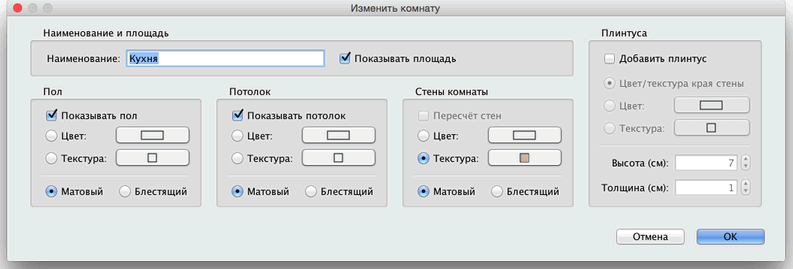 Изменить комнату
Наименование и площадь
Наименование: Кухня Показывать площадь
Пол
Показывать пол
Цвет:
Текстура:
Матовый Блестящий
Потолок
Показывать потолок
Цвет:
Текстура:
Матовый Блестящий
Стены комнаты
Пересчёт стен
Цвет:
Текстура:
Матовый Блестящий
Плинтуса
Добавить плинтус
Цвет/текстура края стены
Цвет:
Текстура:
Высота (см): 7
Толщина (см): 1
Отмена OK